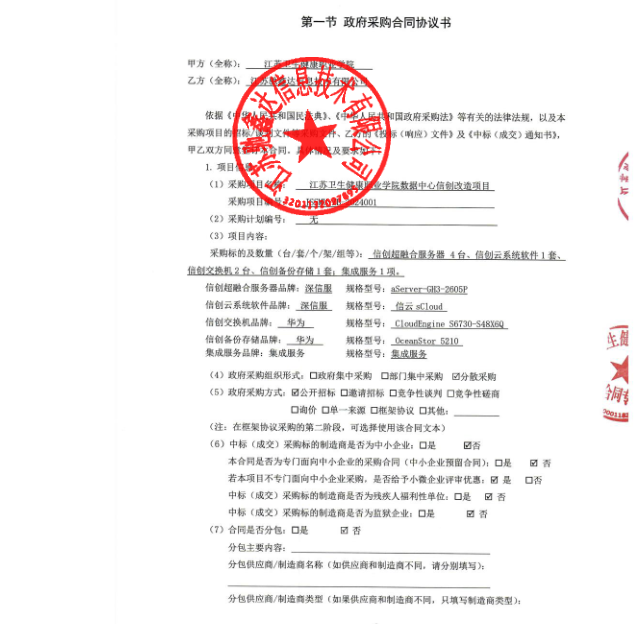 第一节 政府采购合同协议书
甲方（全称）： 江苏卫生健康职业学院
乙方（全称）： 江苏 达信息技术有限公司
依据《中华人民共和国民法典》、《中华人民共和国政府采购法》等有关的法律法规，以及本
采购项目的招标/谈判文件等采购文件、乙方的《投标（响应）文件》及《中标（成交）通知书》，
甲乙双方同意签订本合同。具体情况及要求如下：
1. 项目信息
（1）采购项目名称： 江苏卫生健康职业学院数据中心信创改造项目
采购项目编号： 24001
（2）采购计划编号： 无
（3）项目内容：
采购标的及数量（台/套/个/架/组等）： 信创超融合服务器 4台、信创云系统软件1套、
信创交换机2台、信创备份存储1套；集成服务1项。
信创超融合服务器品牌：深信服 规格型号：aServer-GH3-2605P
信创云系统软件品牌： 深信服 规格型号： 信云 sCloud
信创交换机品牌： 华为 规格型号： CloudEngine S6730-S48X6Q
信创备份存储品牌： 华为 规格型号： OceanStor 5210
集成服务品牌：集成服务 规格型号：集成服务
（4）政府采购组织形式：☐政府集中采购 ☐部门集中采购 ☑分散采购
（5）政府采购方式：☑公开招标 ☐邀请招标 ☐竞争性谈判 ☐竞争性磋商
☐询价 ☐单一来源 ☐框架协议 ☐其他：
（注：在框架协议采购的第二阶段，可选择使用该合同文本）
（6）中标（成交）采购标的制造商是否为中小企业：☐是 ☑否
本合同是否为专门面向中小企业的采购合同（中小企业预留合同）：☐是 ☑ 否
若本项目不专门面向中小企业采购，是否给予小微企业评审优惠：☑ 是 ☐否
中标（成交）采购标的制造商是否为残疾人福利性单位：☐是 ☑ 否
中标（成交）采购标的制造商是否为监狱企业：☐是 ☑ 否
（7）合同是否分包：☐是 ☑ 否
分包主要内容：
分包供应商/制造商名称（如供应商和制造商不同，请分别填写）：
分包供应商/制造商类型（如果供应商和制造商不同，只填写制造商类型）：